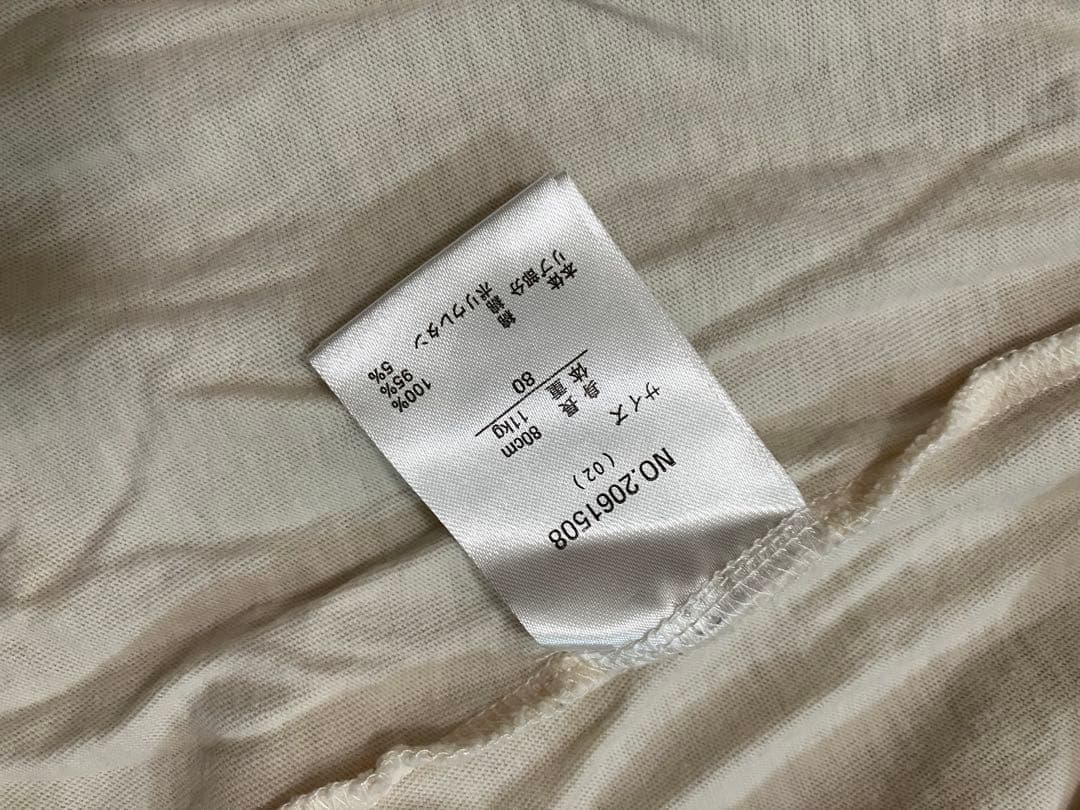 NO.2061508
(02)
サイズ 80
身長 80cm
体重 11kg
本体 綿 100%
リブ部分 綿 95%
ポリウレタン 5%